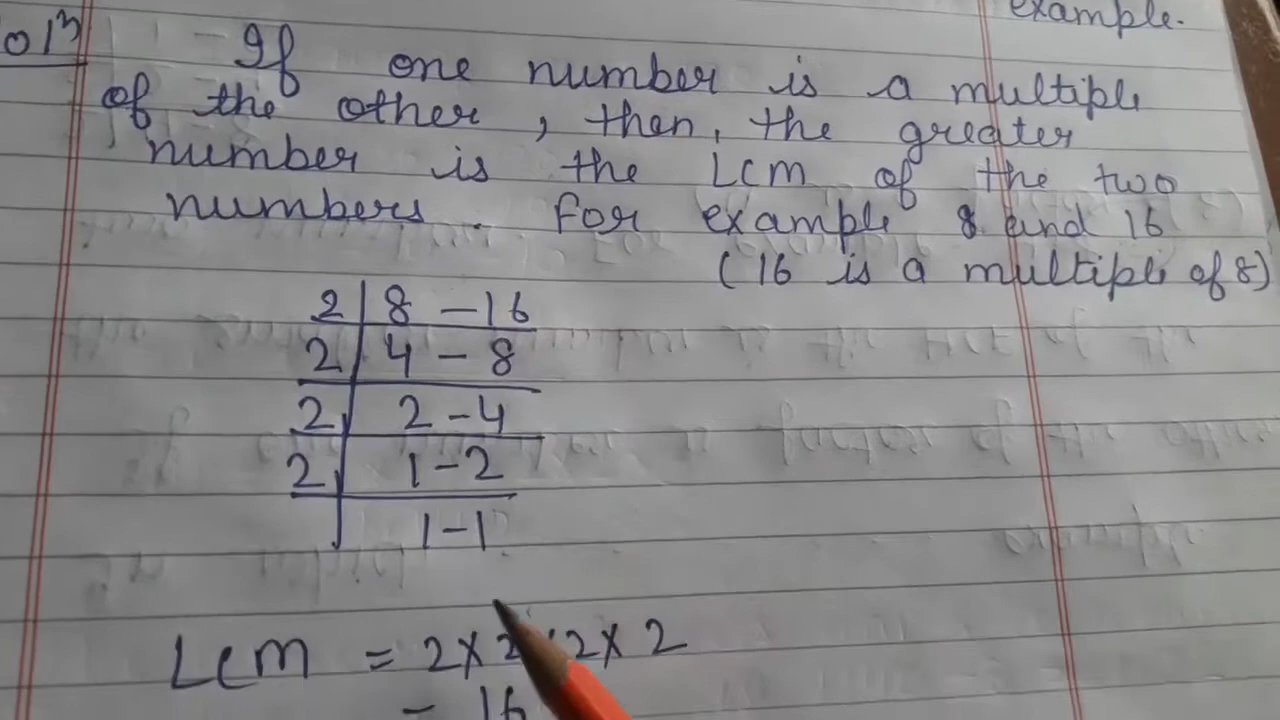 example.
Solⁿ If one number is a multiple
of the other, then, the greater
number is the LCM of the two
numbers. For example 8 and 16
(16 is a multiple of 8)
2 | 8 - 16
2 | 4 - 8
2 | 2 - 4
2 | 1 - 2
| 1 - 1
LCM = 2 × 2 × 2 × 2
= 16